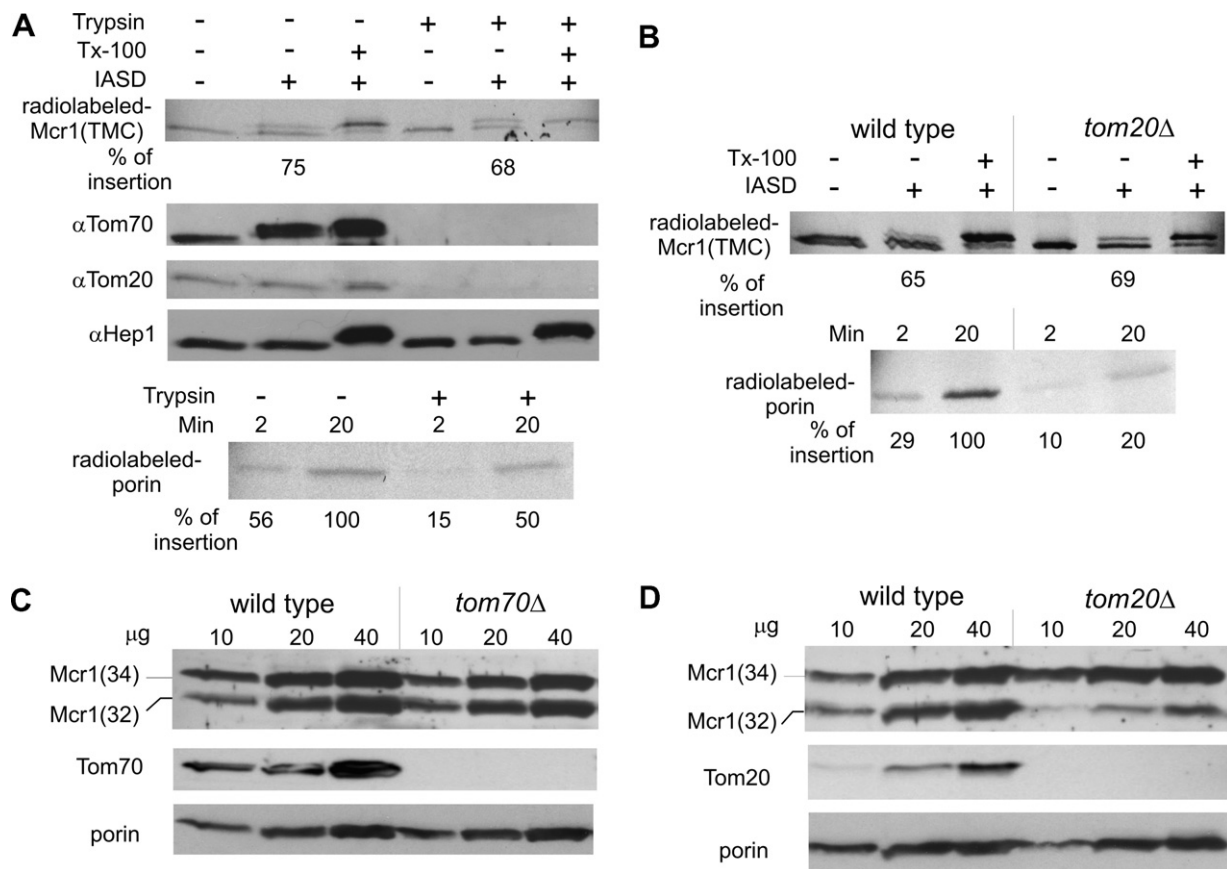 A
Trypsin - - - + + +
Tx-100 - - + - - +
IASD - + + - + +
radiolabeled-
Mcr1(TMC)
% of
insertion
75 68
αTom70
αTom20
αHep1
Trypsin - - + +
Min 2 20 2 20
radiolabeled-
porin
% of
insertion
56 100 15 50
B
wild type tom20Δ
Tx-100 - - + - - +
IASD - + + - + +
radiolabeled-
Mcr1(TMC)
% of
insertion
65 69
Min 2 20 2 20
radiolabeled-
porin
% of
insertion
29 100 10 20
C
wild type tom70Δ
μg 10 20 40 10 20 40
Mcr1(34)
Mcr1(32)
Tom70
porin
D
wild type tom20Δ
μg 10 20 40 10 20 40
Mcr1(34)
Mcr1(32)
Tom20
porin